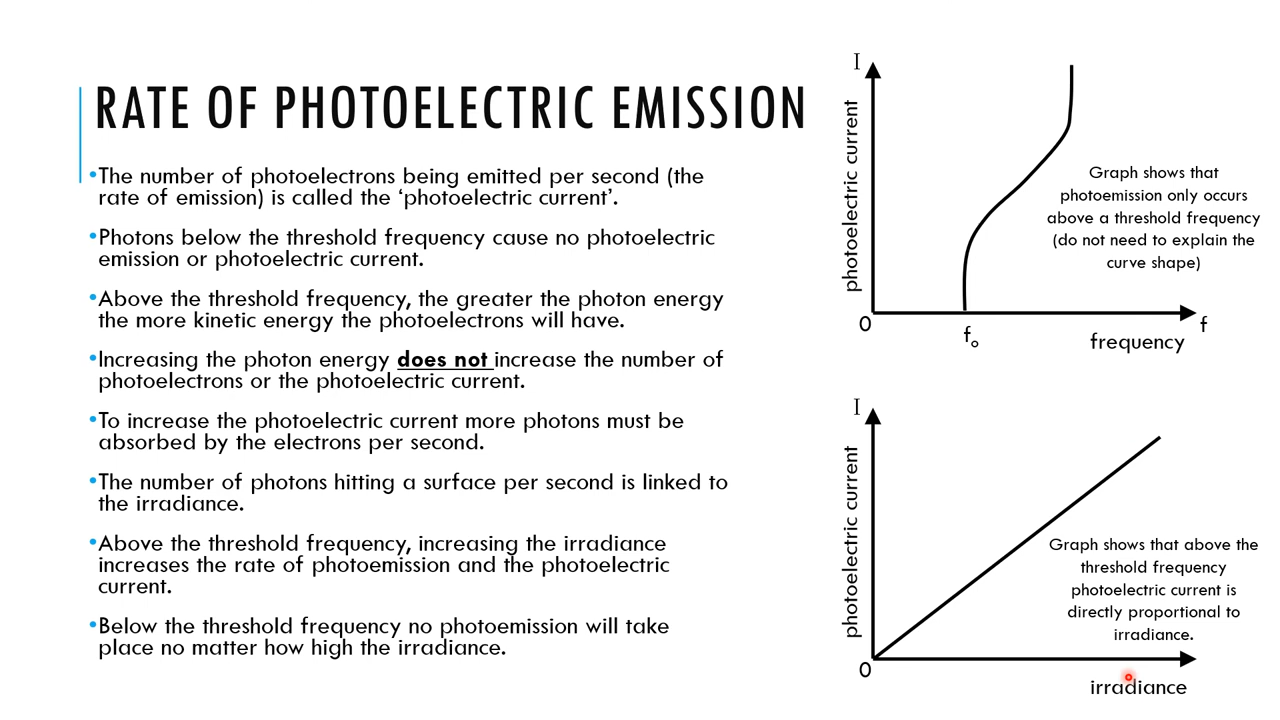 RATE OF PHOTOELECTRIC EMISSION
•The number of photoelectrons being emitted per second (the
rate of emission) is called the ‘photoelectric current’.
•Photons below the threshold frequency cause no photoelectric
emission or photoelectric current.
•Above the threshold frequency, the greater the photon energy
the more kinetic energy the photoelectrons will have.
•Increasing the photon energy does not increase the number of
photoelectrons or the photoelectric current.
•To increase the photoelectric current more photons must be
absorbed by the electrons per second.
•The number of photons hitting a surface per second is linked to
the irradiance.
•Above the threshold frequency, increasing the irradiance
increases the rate of photoemission and the photoelectric
current.
•Below the threshold frequency no photoemission will take
place no matter how high the irradiance.
I
photoelectric current
Graph shows that
photoemission only occurs
above a threshold frequency
(do not need to explain the
curve shape)
0
fo
f
frequency
I
photoelectric current
Graph shows that above the
threshold frequency
photoelectric current is
directly proportional to
irradiance.
0
irradiance